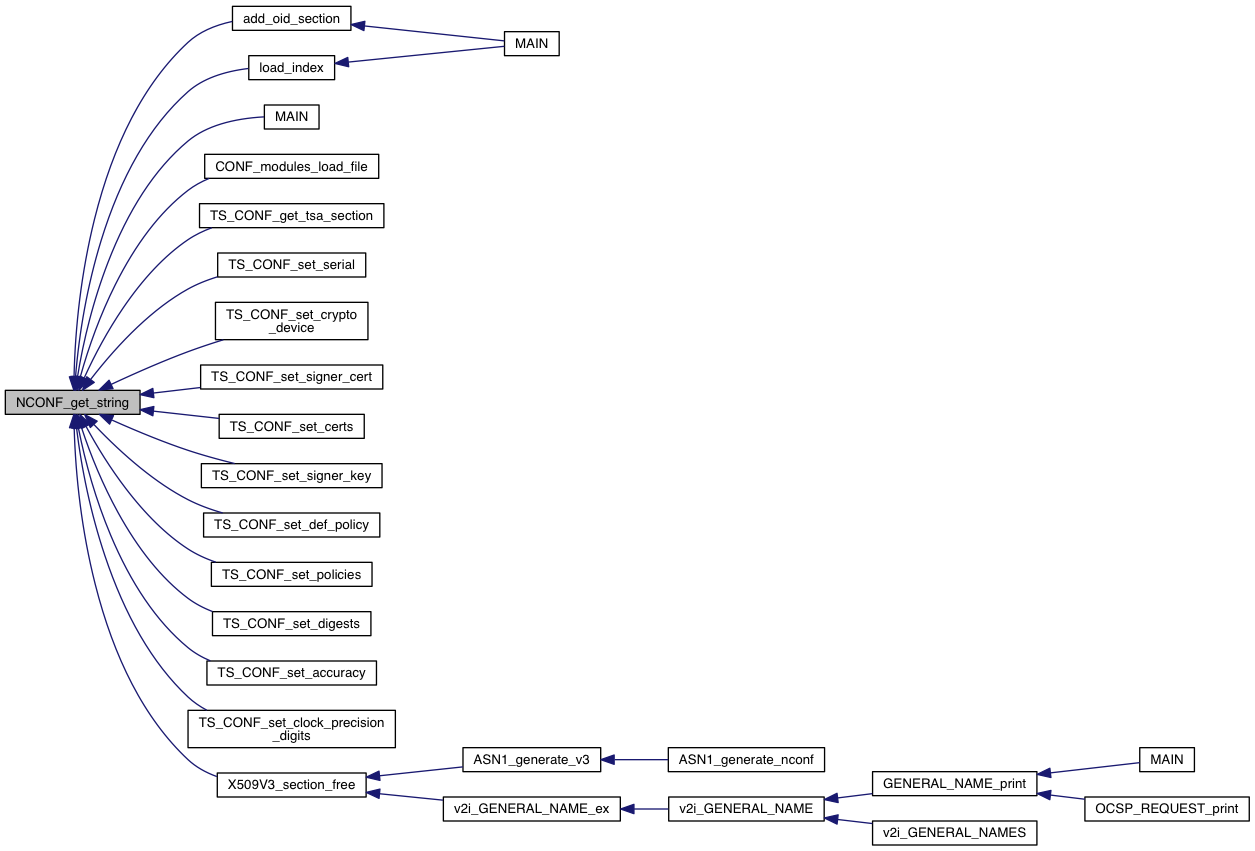 add_oid_section
MAIN
load_index
MAIN
CONF_modules_load_file
TS_CONF_get_tsa_section
TS_CONF_set_serial
TS_CONF_set_crypto
_device
TS_CONF_set_signer_cert
NCONF_get_string
TS_CONF_set_certs
TS_CONF_set_signer_key
TS_CONF_set_def_policy
TS_CONF_set_policies
TS_CONF_set_digests
TS_CONF_set_accuracy
TS_CONF_set_clock_precision
_digits
ASN1_generate_v3
ASN1_generate_nconf
MAIN
X509V3_section_free
GENERAL_NAME_print
v2i_GENERAL_NAME_ex
v2i_GENERAL_NAME
OCSP_REQUEST_print
v2i_GENERAL_NAMES